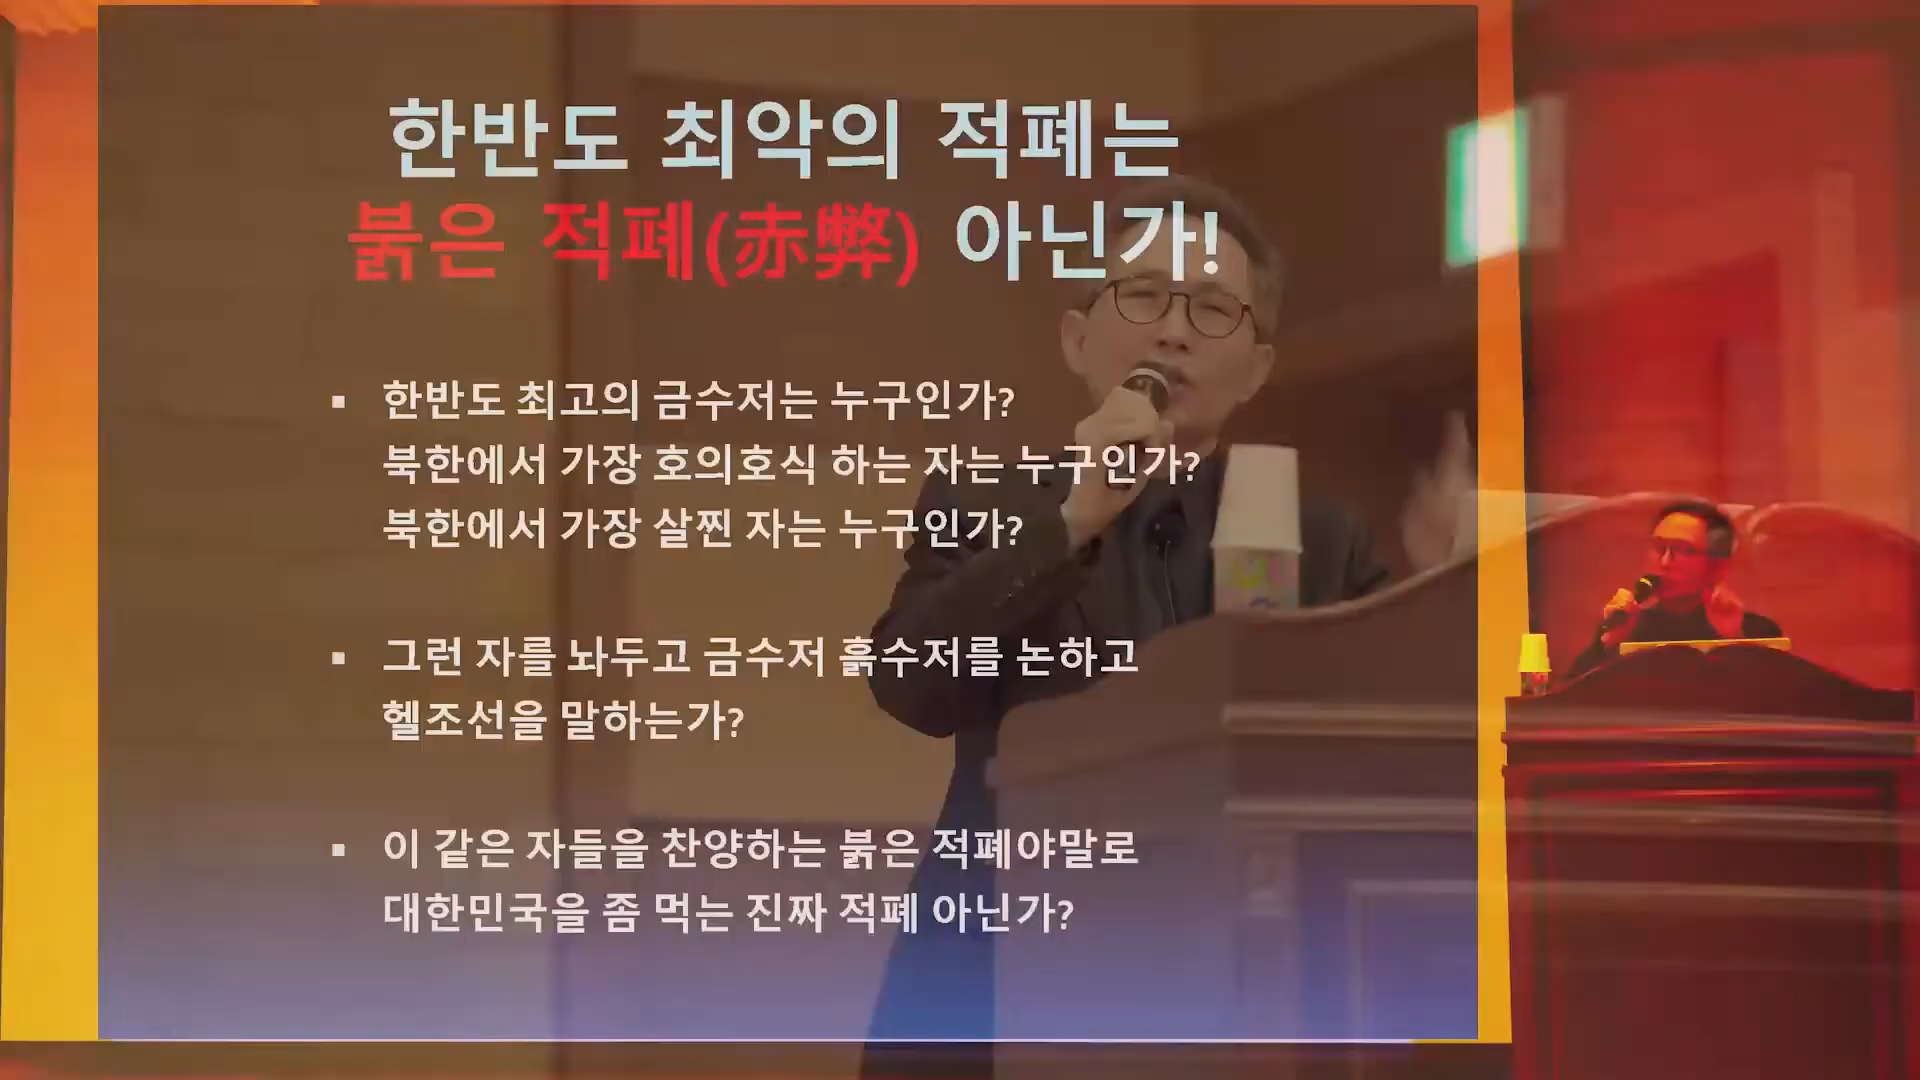 한반도 최악의 적폐는
붉은 적폐(赤弊) 아닌가!
▪ 한반도 최고의 금수저는 누구인가?
북한에서 가장 호의호식 하는 자는 누구인가?
북한에서 가장 살찐 자는 누구인가?
▪ 그런 자를 놔두고 금수저 흙수저를 논하고
헬조선을 말하는가?
▪ 이 같은 자들을 찬양하는 붉은 적폐야말로
대한민국을 좀 먹는 진짜 적폐 아닌가?